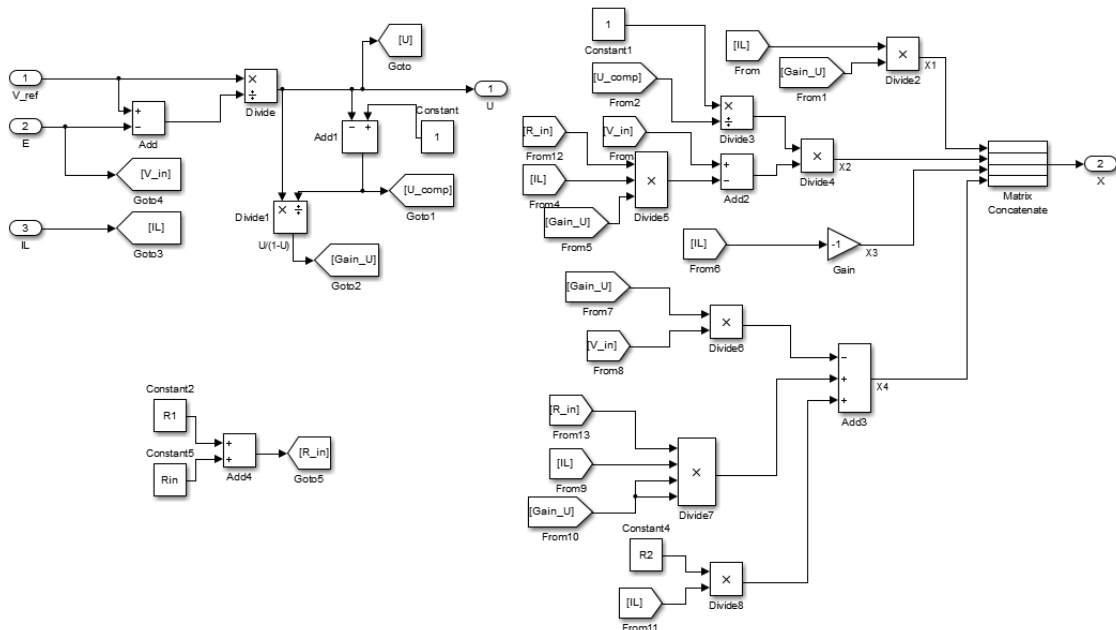 1
V_ref
2
E
3
IL
+
−
Add
×
÷
Divide
[V_in]
Goto4
[IL]
Goto3
[U]
Goto
1
U
− +
Add1
Constant
1
× ÷
Divide1
U/(1-U)
[U_comp]
Goto1
[Gain_U]
Goto2
Constant2
R1
Constant5
Rin
+
+
Add4
[R_in]
Goto5
1
Constant1
[U_comp]
From2
×
÷
Divide3
[IL]
From
[Gain_U]
From1
×
Divide2
X1
[R_in]
From12
[IL]
From4
[Gain_U]
From5
×
Divide5
[V_in]
From
+
−
Add2
×
Divide4
X2
[IL]
From6
-1
Gain
X3
Matrix
Concatenate
2
X
[Gain_U]
From7
[V_in]
From8
×
Divide6
−
+
+
Add3
X4
[R_in]
From13
[IL]
From9
[Gain_U]
From10
×
Divide7
Constant4
R2
[IL]
From11
×
Divide8